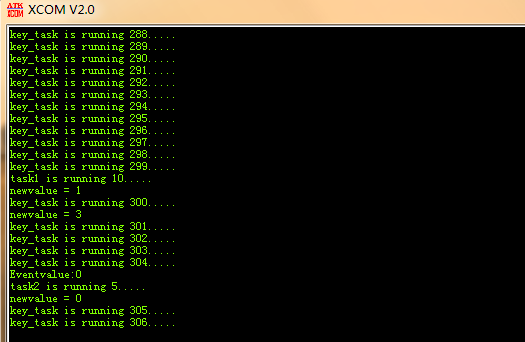 ATK
XCOM
XCOM V2.0
key_task is running 288.....
key_task is running 289.....
key_task is running 290.....
key_task is running 291.....
key_task is running 292.....
key_task is running 293.....
key_task is running 294.....
key_task is running 295.....
key_task is running 296.....
key_task is running 297.....
key_task is running 298.....
key_task is running 299.....
task1 is running 10.....
newvalue = 1
key_task is running 300.....
newvalue = 3
key_task is running 301.....
key_task is running 302.....
key_task is running 303.....
key_task is running 304.....
Eventvalue:0
task2 is running 5.....
newvalue = 0
key_task is running 305.....
key_task is running 306.....